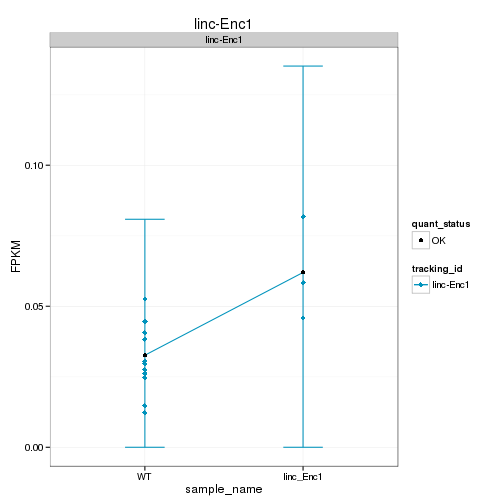 linc-Enc1
linc-Enc1
FPKM
0.10
0.05
0.00
WT
linc_Enc1
sample_name
quant_status
OK
tracking_id
linc-Enc1